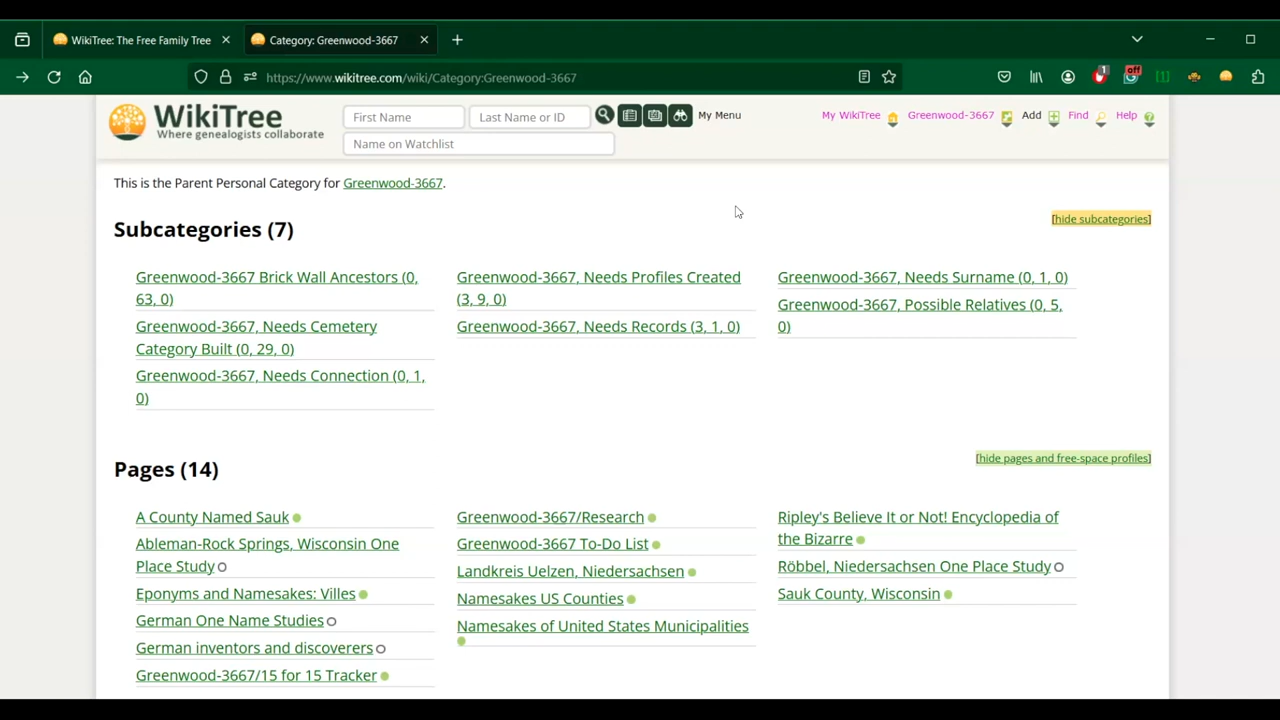 WikiTree: The Free Family Tree
Category: Greenwood-3667
https://www.wikitree.com/wiki/Category:Greenwood-3667
1
off
WikiTree
Where genealogists collaborate
First Name
Last Name or ID
My Menu
My WikiTree
Greenwood-3667
Add
Find
Help
Name on Watchlist
This is the Parent Personal Category for Greenwood-3667.
Subcategories (7)
[hide subcategories]
Greenwood-3667 Brick Wall Ancestors (0,
63, 0)
Greenwood-3667, Needs Cemetery
Category Built (0, 29, 0)
Greenwood-3667, Needs Connection (0, 1,
0)
Greenwood-3667, Needs Profiles Created
(3, 9, 0)
Greenwood-3667, Needs Records (3, 1, 0)
Greenwood-3667, Needs Surname (0, 1, 0)
Greenwood-3667, Possible Relatives (0, 5,
0)
Pages (14)
[hide pages and free-space profiles]
A County Named Sauk
Ableman-Rock Springs, Wisconsin One
Place Study
Eponyms and Namesakes: Villes
German One Name Studies
German inventors and discoverers
Greenwood-3667/15 for 15 Tracker
Greenwood-3667/Research
Greenwood-3667 To-Do List
Landkreis Uelzen, Niedersachsen
Namesakes US Counties
Namesakes of United States Municipalities
Ripley's Believe It or Not! Encyclopedia of
the Bizarre
Röbbel, Niedersachsen One Place Study
Sauk County, Wisconsin